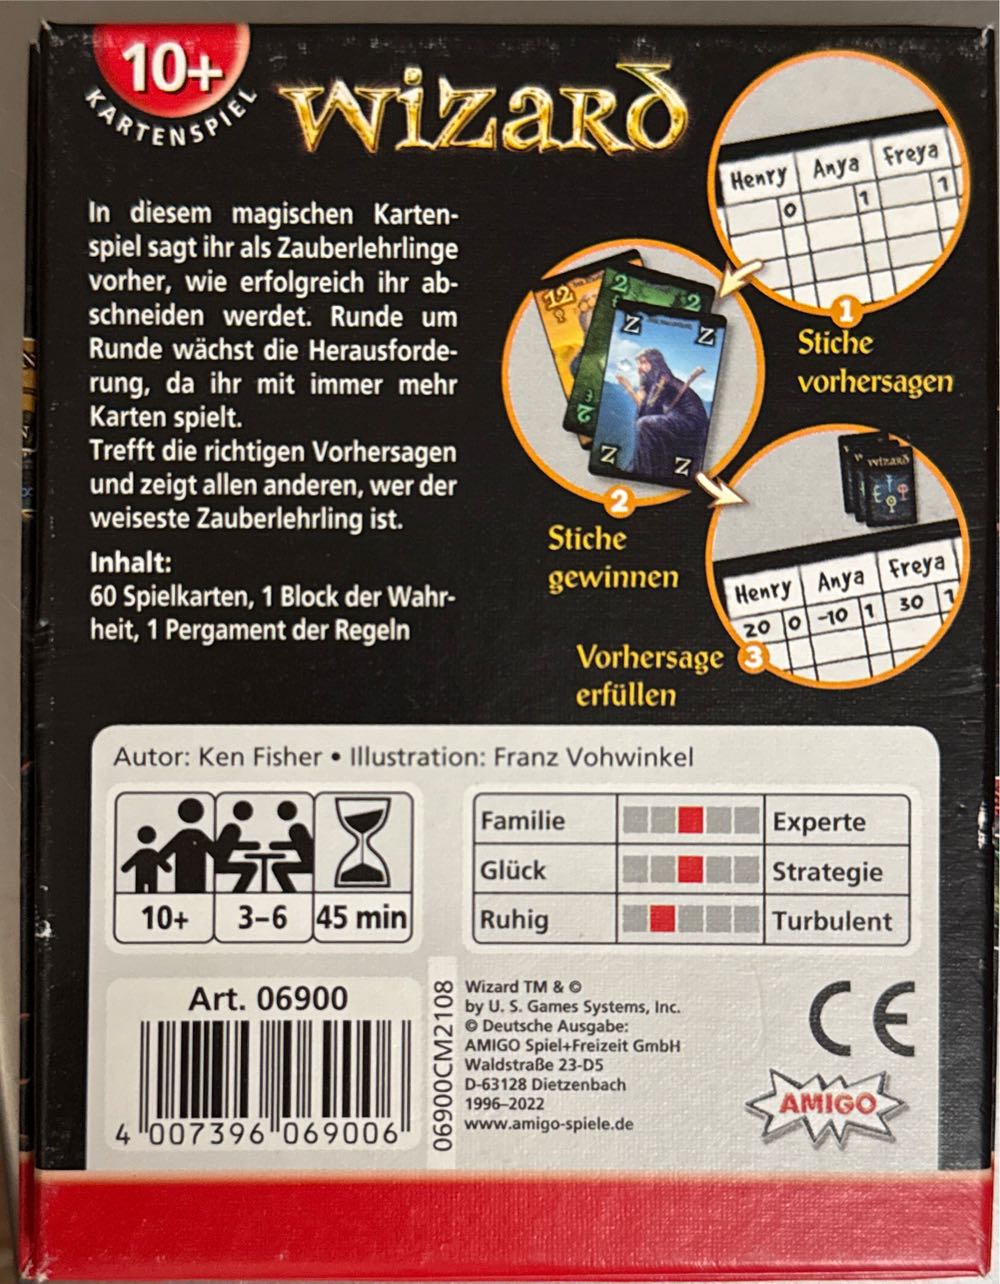 10+
KARTENSPIEL
WIZARD
In diesem magischen Karten-
spiel sagt ihr als Zauberlehrlinge
vorher, wie erfolgreich ihr ab-
schneiden werdet. Runde um
Runde wächst die Herausforde-
rung, da ihr mit immer mehr
Karten spielt.
Trefft die richtigen Vorhersagen
und zeigt allen anderen, wer der
weiseste Zauberlehrling ist.
Inhalt:
60 Spielkarten, 1 Block der Wahr-
heit, 1 Pergament der Regeln
Henry Anya Freya
0 1 1
1
Stiche
vorhersagen
12
2 2
2
Z Z
Z Z
2
Stiche
gewinnen
WIZARD
Henry Anya Freya
20 0 -10 1 30 1
3
Vorhersage
erfüllen
Autor: Ken Fisher • Illustration: Franz Vohwinkel
10+ 3–6 45 min
Familie Experte
Glück Strategie
Ruhig Turbulent
Art. 06900
4 007396 069006
06900CM2108
Wizard TM & ©
by U. S. Games Systems, Inc.
© Deutsche Ausgabe:
AMIGO Spiel+Freizeit GmbH
Waldstraße 23-D5
D-63128 Dietzenbach
1996–2022
www.amigo-spiele.de
CE
AMIGO